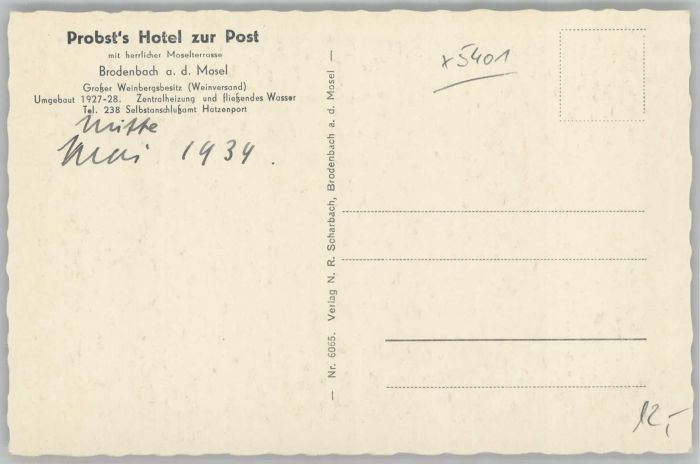 Probst's Hotel zur Post
mit herrlicher Moselterrasse
Brodenbach a. d. Mosel
Großer Weinbergsbesitz (Weinversand)
Umgebaut 1927-28. Zentralheizung und fließendes Wasser
Tel. 238 Selbstanschlußamt Hatzenport
Mitte
Mai 1934.
— Nr. 6065. Verlag N. R. Scharbach, Brodenbach a. d. Mosel —
x5401
12,-